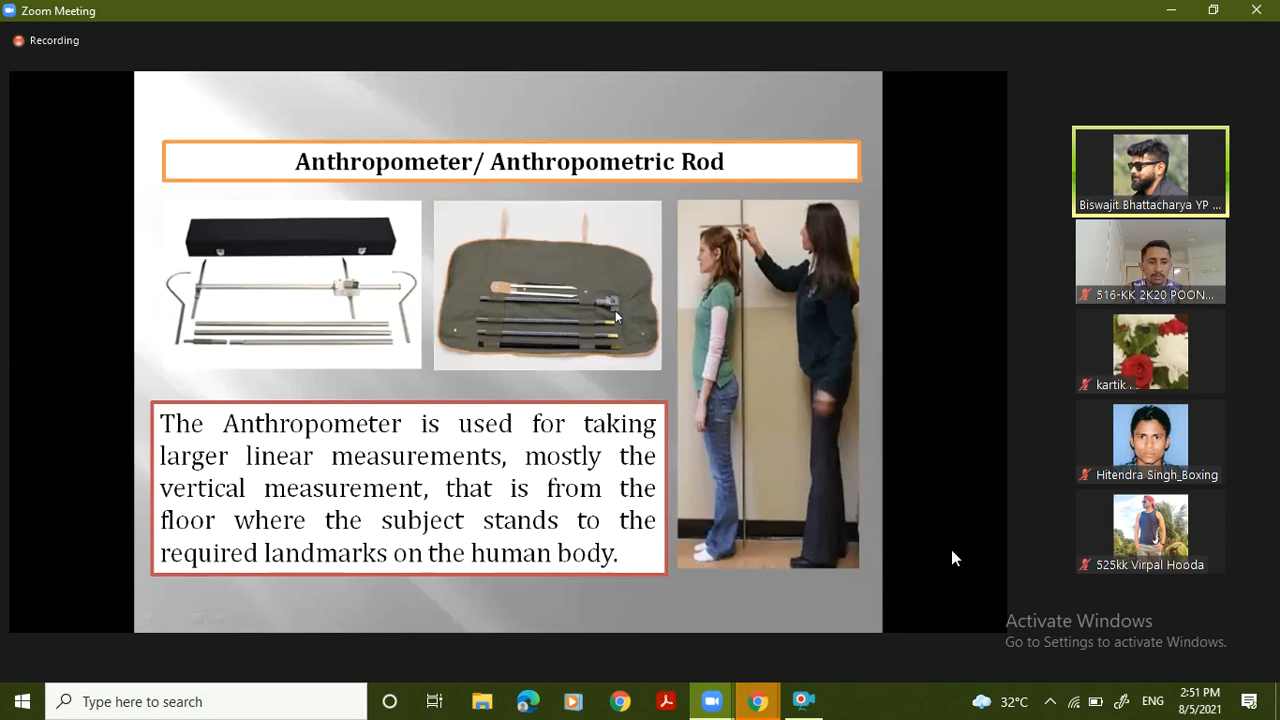 Zoom Meeting
Recording
Anthropometer/ Anthropometric Rod
The Anthropometer is used for taking
larger linear measurements, mostly the
vertical measurement, that is from the
floor where the subject stands to the
required landmarks on the human body.
Biswajit Bhattacharya YP ...
516-KK 2K20 POON...
kartik
Hitendra Singh_Boxing
525kk Virpal Hooda
Activate Windows
Go to Settings to activate Windows.
Type here to search
32°C
ENG
2:51 PM
8/5/2021